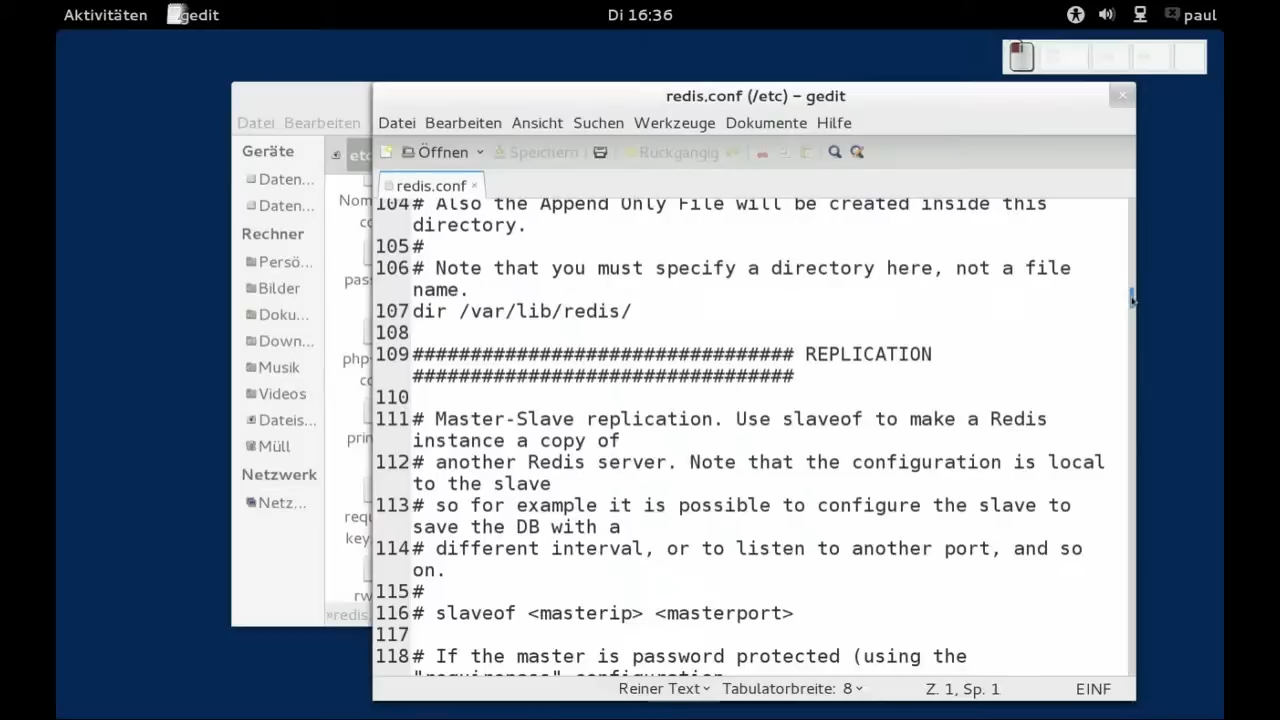 Aktivitäten gedit Di 16:36 paul
redis.conf (/etc) – gedit
Datei Bearbeiten
Datei Bearbeiten Ansicht Suchen Werkzeuge Dokumente Hilfe
Geräte
etc
Öffnen Speichern Rückgängig
Daten...
redis.conf
Nom
Daten...
Rechner
pas
Persö...
Bilder
Doku...
Down...
php
Musik
Videos
Dateis...
prin
Müll
Netzwerk
Netz...
requ
key
rw
»redis
104 # Also the Append Only File will be created inside this
directory.
105 #
106 # Note that you must specify a directory here, not a file
name.
107 dir /var/lib/redis/
108
109 ################################# REPLICATION
#################################
110
111 # Master-Slave replication. Use slaveof to make a Redis
instance a copy of
112 # another Redis server. Note that the configuration is local
to the slave
113 # so for example it is possible to configure the slave to
save the DB with a
114 # different interval, or to listen to another port, and so
on.
115 #
116 # slaveof <masterip> <masterport>
117
118 # If the master is password protected (using the
"requirepass" configuration
Reiner Text Tabulatorbreite: 8 Z. 1, Sp. 1 EINF